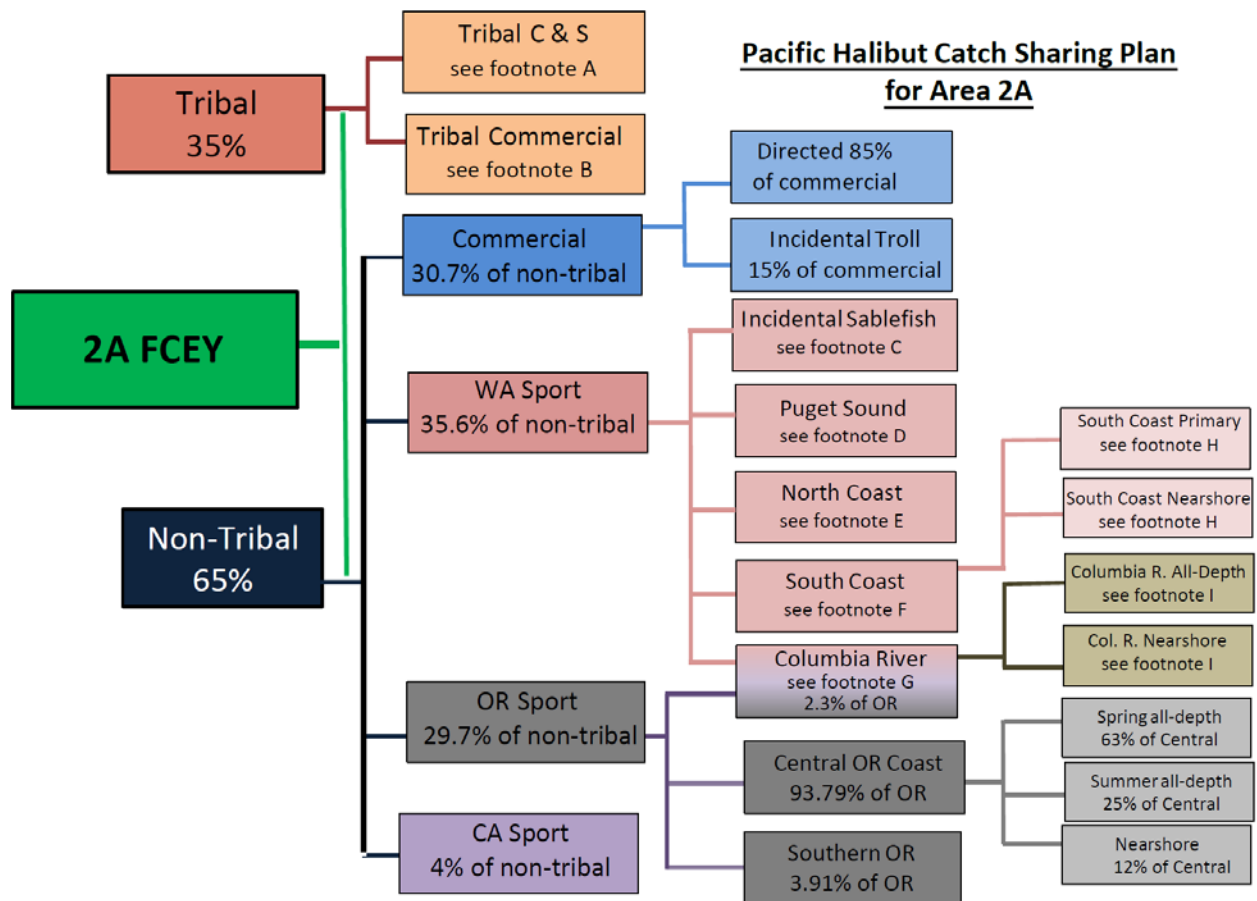 Pacific Halibut Catch Sharing Plan
for Area 2A
2A FCEY
Tribal
35%
Non-Tribal
65%
Tribal C & S
see footnote A
Tribal Commercial
see footnote B
Commercial
30.7% of non-tribal
WA Sport
35.6% of non-tribal
OR Sport
29.7% of non-tribal
CA Sport
4% of non-tribal
Directed 85%
of commercial
Incidental Troll
15% of commercial
Incidental Sablefish
see footnote C
Puget Sound
see footnote D
North Coast
see footnote E
South Coast
see footnote F
Columbia River
see footnote G
2.3% of OR
Central OR Coast
93.79% of OR
Southern OR
3.91% of OR
South Coast Primary
see footnote H
South Coast Nearshore
see footnote H
Columbia R. All-Depth
see footnote I
Col. R. Nearshore
see footnote I
Spring all-depth
63% of Central
Summer all-depth
25% of Central
Nearshore
12% of Central